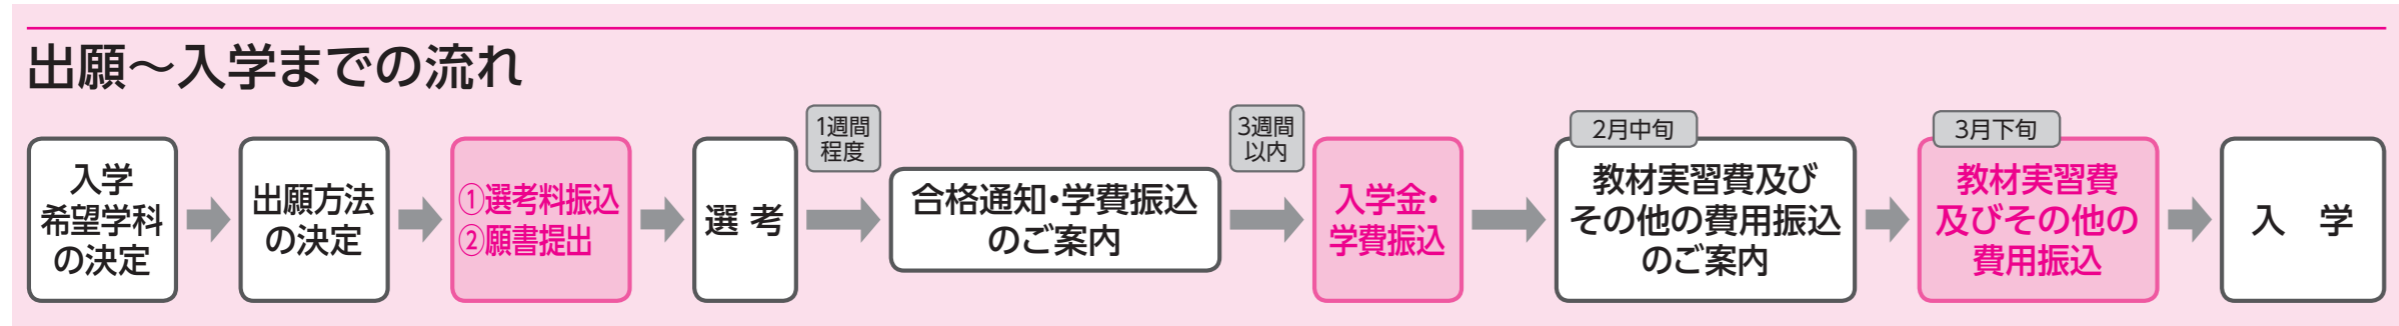 出願〜入学までの流れ
入学
希望学科
の決定
出願方法
の決定
①選考料振込
②願書提出
選 考
1週間
程度
合格通知・学費振込
のご案内
3週間
以内
入学金・
学費振込
2月中旬
教材実習費及び
その他の費用振込
のご案内
3月下旬
教材実習費
及びその他の
費用振込
入 学